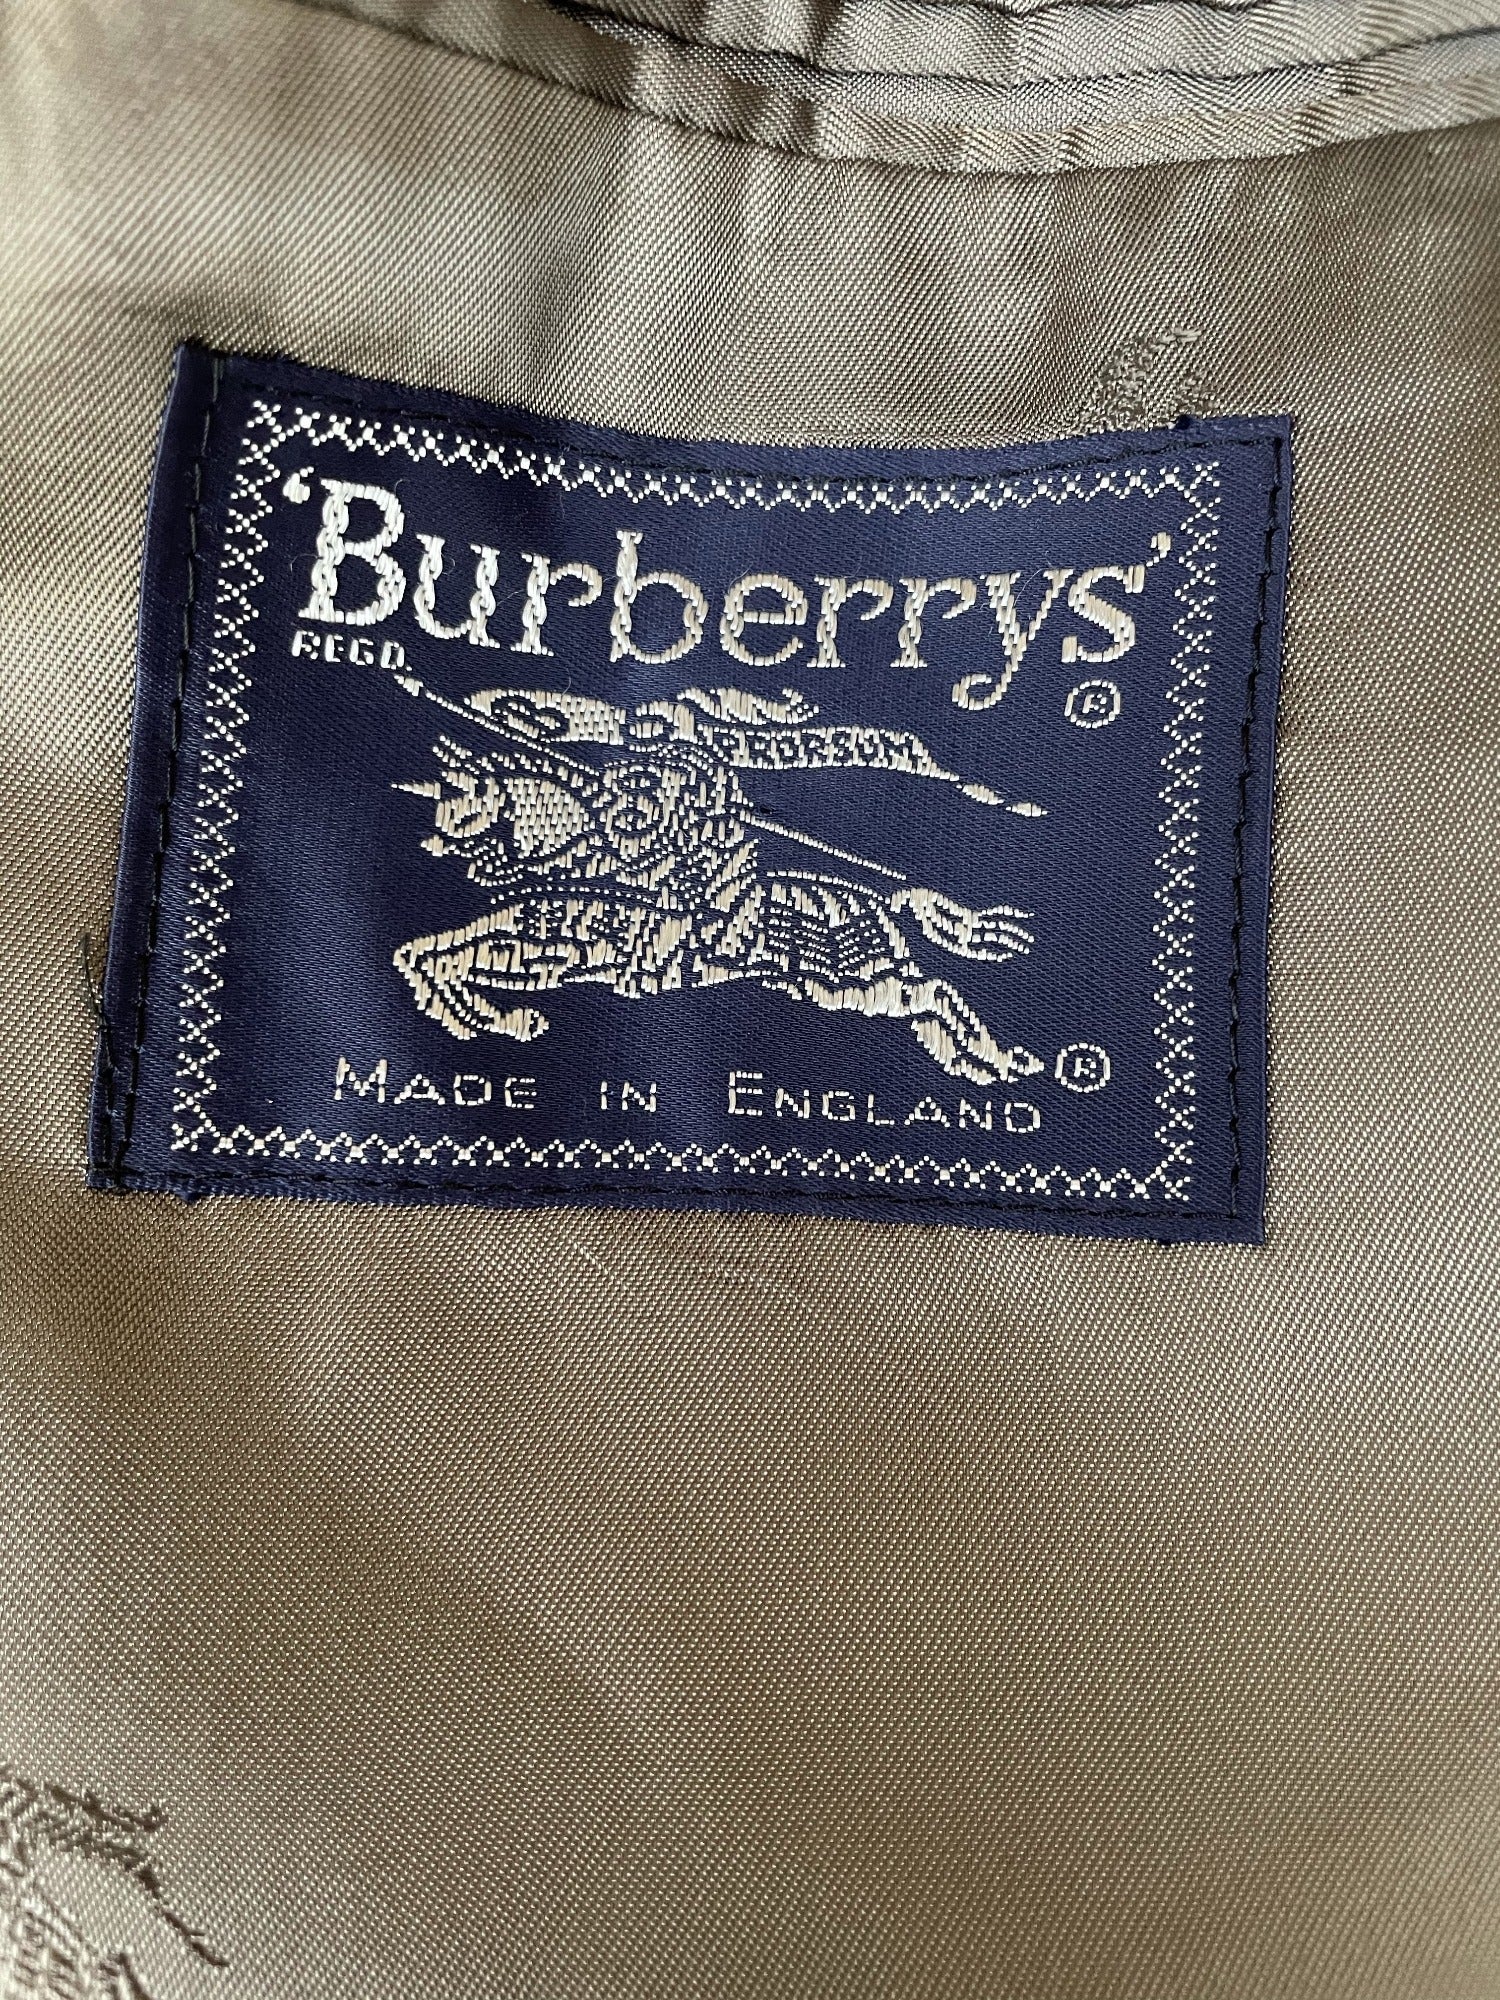 'Burberrys'
REGD.
®
®
MADE IN ENGLAND